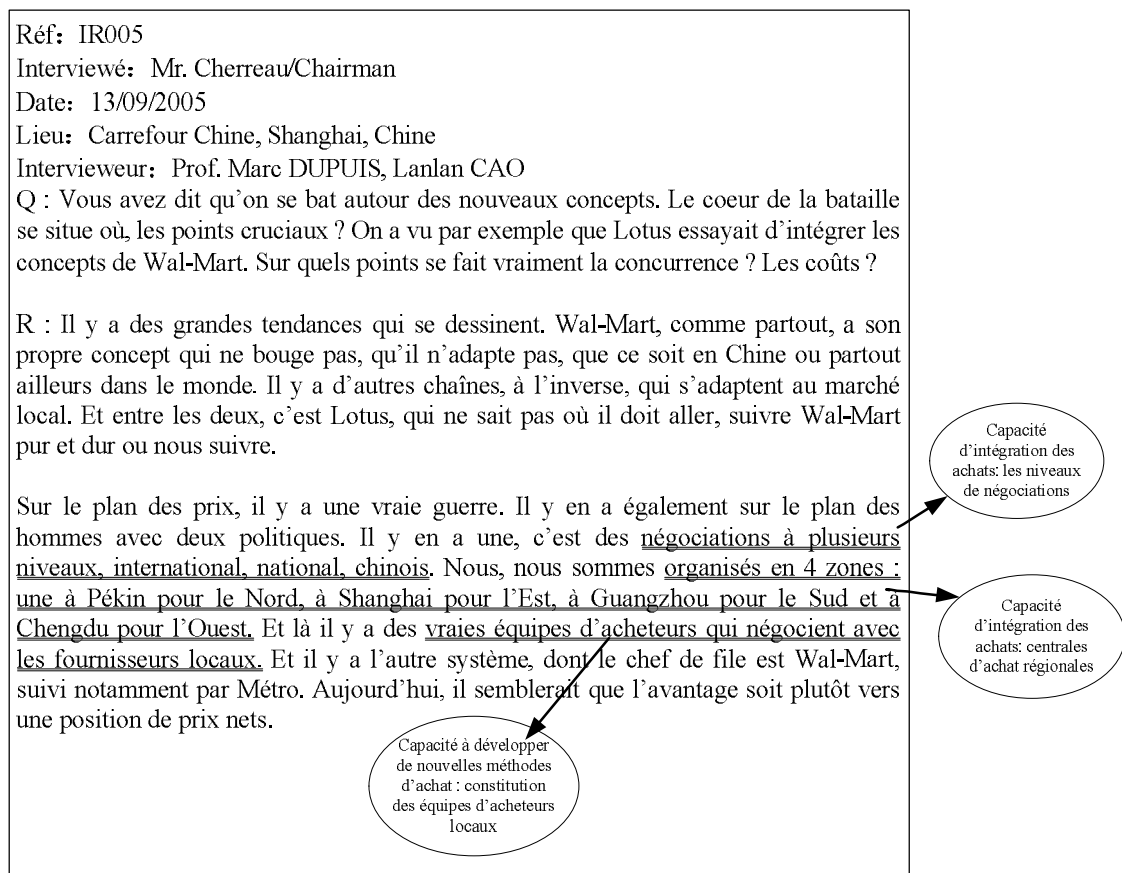 Réf： IR005
Interviewé：Mr. Cherreau/Chairman
Date：13/09/2005
Lieu：Carrefour Chine, Shanghai, Chine
Intervieweur：Prof. Marc DUPUIS, Lanlan CAO
Q : Vous avez dit qu’on se bat autour des nouveaux concepts. Le coeur de la bataille
se situe où, les points cruciaux ? On a vu par exemple que Lotus essayait d’intégrer les
concepts de Wal-Mart. Sur quels points se fait vraiment la concurrence ? Les coûts ?
R : Il y a des grandes tendances qui se dessinent. Wal-Mart, comme partout, a son
propre concept qui ne bouge pas, qu’il n’adapte pas, que ce soit en Chine ou partout
ailleurs dans le monde. Il y a d’autres chaînes, à l’inverse, qui s’adaptent au marché
local. Et entre les deux, c’est Lotus, qui ne sait pas où il doit aller, suivre Wal-Mart
pur et dur ou nous suivre.
Sur le plan des prix, il y a une vraie guerre. Il y en a également sur le plan des
hommes avec deux politiques. Il y en a une, c’est des négociations à plusieurs
niveaux, international, national, chinois. Nous, nous sommes organisés en 4 zones :
une à Pékin pour le Nord, à Shanghai pour l’Est, à Guangzhou pour le Sud et à
Chengdu pour l’Ouest. Et là il y a des vraies équipes d’acheteurs qui négocient avec
les fournisseurs locaux. Et il y a l’autre système, dont le chef de file est Wal-Mart,
suivi notamment par Métro. Aujourd’hui, il semblerait que l’avantage soit plutôt vers
une position de prix nets.
Capacité
d’intégration des
achats: les niveaux
de négociations
Capacité
d’intégration des
achats: centrales
d’achat régionales
Capacité à développer
de nouvelles méthodes
d’achat : constitution
des équipes d’acheteurs
locaux